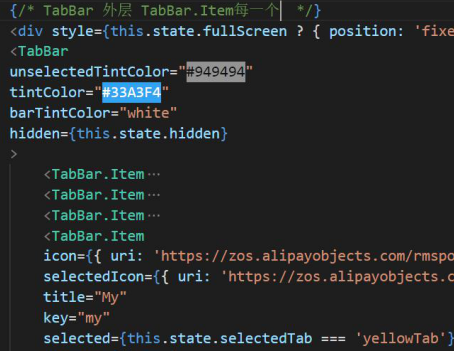 {/* TabBar 外层 TabBar.Item每一个  */}
<div style={this.state.fullScreen ? { position: 'fixe
<TabBar
unselectedTintColor="#949494"
tintColor="#33A3F4"
barTintColor="white"
hidden={this.state.hidden}
>
<TabBar.Item…
<TabBar.Item…
<TabBar.Item…
<TabBar.Item
icon={{ uri: 'https://zos.alipayobjects.com/rmspo
selectedIcon={{ uri: 'https://zos.alipayobjects.c
title="My"
key="my"
selected={this.state.selectedTab === 'yellowTab'}